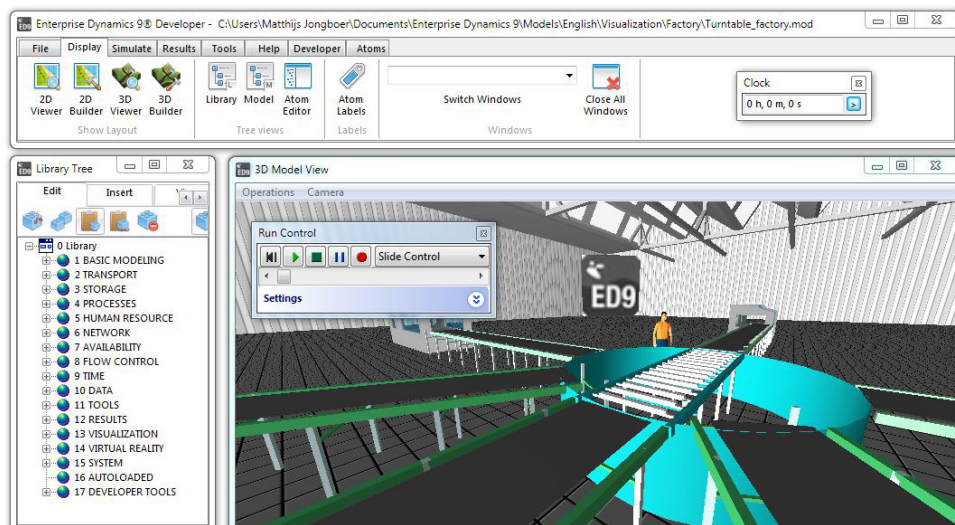 Enterprise Dynamics 9® Developer - C:\Users\Matthijs Jongboer\Documents\Enterprise Dynamics 9\Models\English\Visualization\Factory\Turntable_factory.mod
File Display Simulate Results Tools Help Developer Atoms
2D Viewer
2D Builder
3D Viewer
3D Builder
Show Layout
Library
Model
Atom Editor
Tree views
Atom Labels
Labels
Switch Windows
Close All Windows
Windows
Clock
0 h, 0 m, 0 s
Library Tree
Edit Insert
0 Library
1 BASIC MODELING
2 TRANSPORT
3 STORAGE
4 PROCESSES
5 HUMAN RESOURCE
6 NETWORK
7 AVAILABILITY
8 FLOW CONTROL
9 TIME
10 DATA
11 TOOLS
12 RESULTS
13 VISUALIZATION
14 VIRTUAL REALITY
15 SYSTEM
16 AUTOLOADED
17 DEVELOPER TOOLS
3D Model View
Operations Camera
Run Control
Slide Control
Settings
ED9